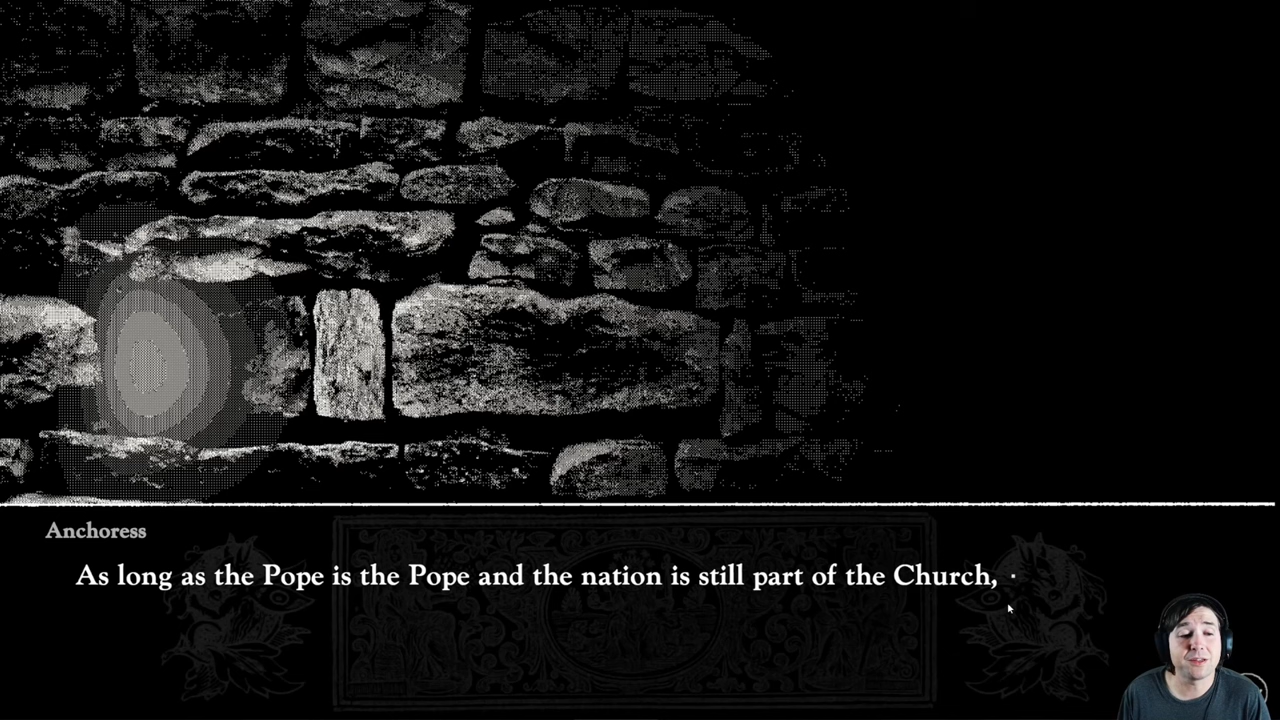 Anchoress
As long as the Pope is the Pope and the nation is still part of the Church,